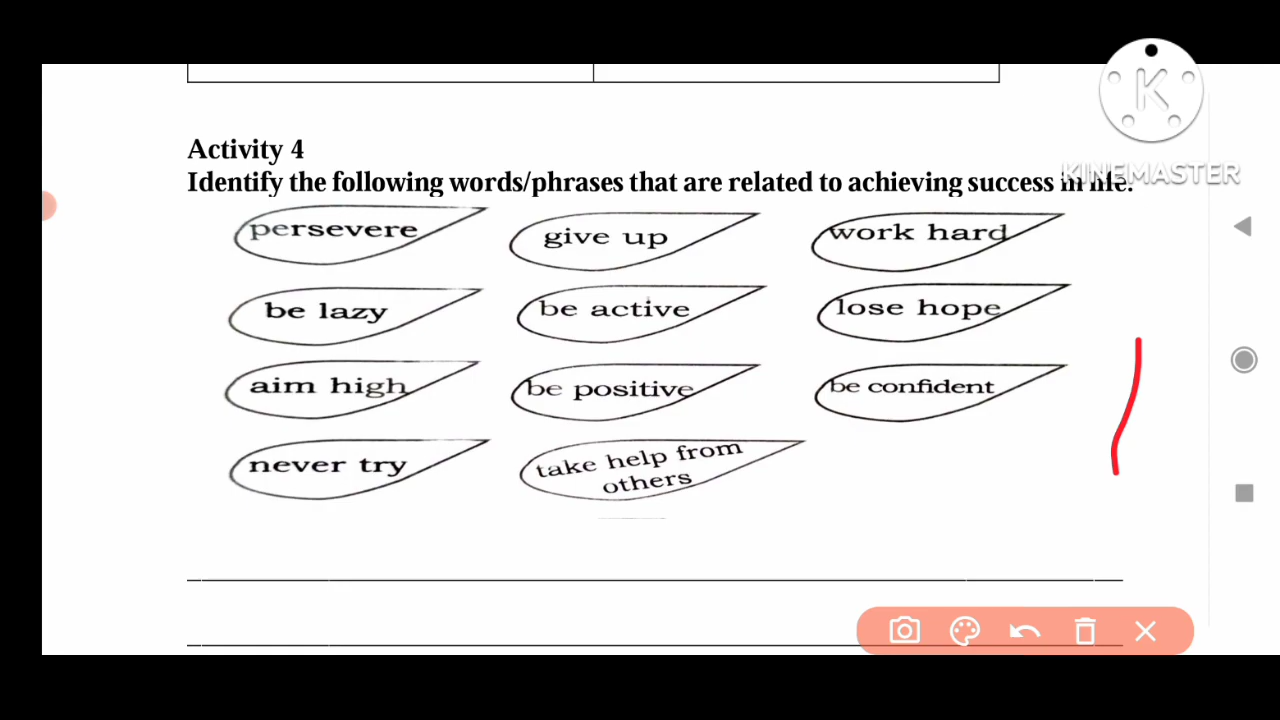 Activity 4
Identify the following words/phrases that are related to achieving success in life.
KINEMASTER
persevere give up work hard
be lazy be active lose hope
aim high be positive be confident
never try take help from
others